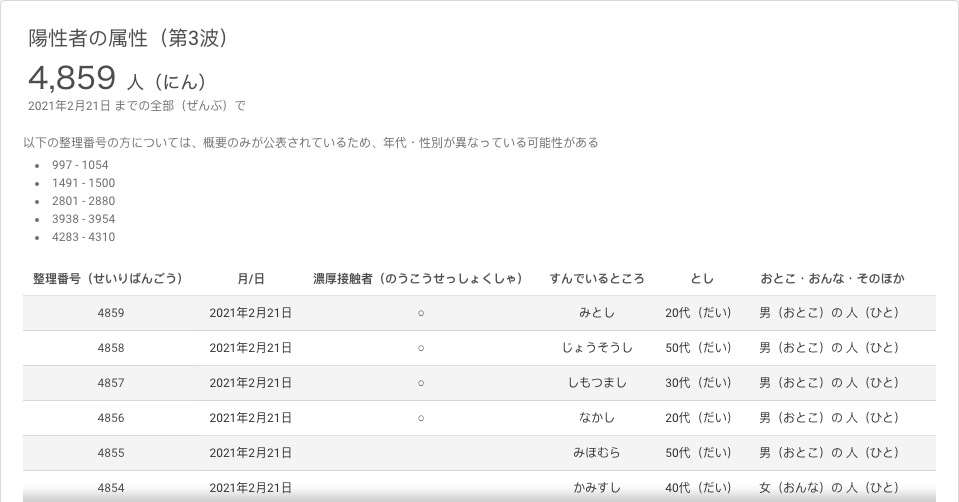 陽性者の属性（第3波）
4,859 人（にん）
2021年2月21日 までの全部（ぜんぶ）で
以下の整理番号の方については、概要のみが公表されているため、年代・性別が異なっている可能性がある
• 997 - 1054
• 1491 - 1500
• 2801 - 2880
• 3938 - 3954
• 4283 - 4310
整理番号（せいりばんごう） 月/日 濃厚接触者（のうこうせっしょくしゃ） すんでいるところ とし おとこ・おんな・そのほか
4859 2021年2月21日 ○ みとし 20代（だい） 男（おとこ）の 人（ひと）
4858 2021年2月21日 ○ じょうそうし 50代（だい） 男（おとこ）の 人（ひと）
4857 2021年2月21日 ○ しもつまし 30代（だい） 男（おとこ）の 人（ひと）
4856 2021年2月21日 ○ なかし 20代（だい） 男（おとこ）の 人（ひと）
4855 2021年2月21日 みほむら 50代（だい） 男（おとこ）の 人（ひと）
4854 2021年2月21日 かみすし 40代（だい） 女（おんな）の 人（ひと）